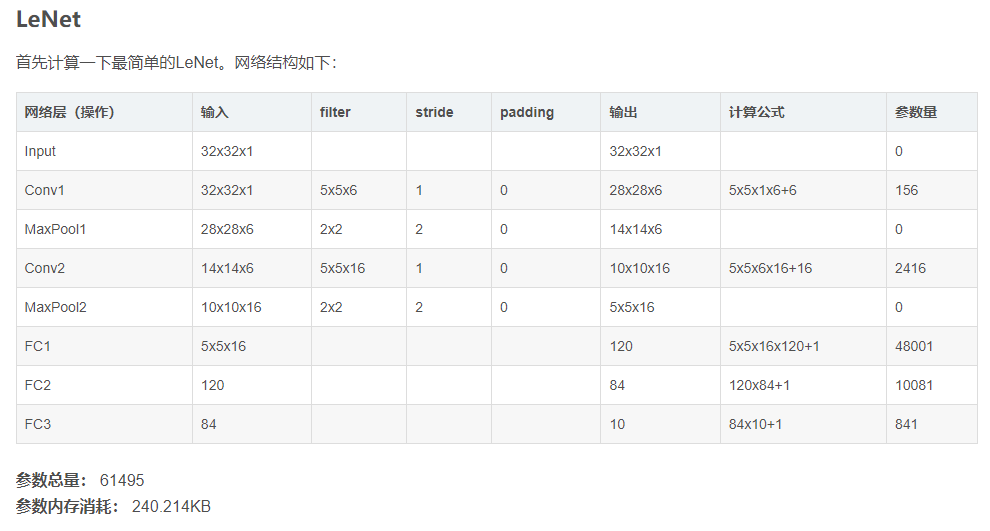 LeNet
首先计算一下最简单的LeNet。网络结构如下：
网络层（操作） 输入 filter stride padding 输出 计算公式 参数量
Input 32x32x1 32x32x1 0
Conv1 32x32x1 5x5x6 1 0 28x28x6 5x5x1x6+6 156
MaxPool1 28x28x6 2x2 2 0 14x14x6 0
Conv2 14x14x6 5x5x16 1 0 10x10x16 5x5x6x16+16 2416
MaxPool2 10x10x16 2x2 2 0 5x5x16 0
FC1 5x5x16 120 5x5x16x120+1 48001
FC2 120 84 120x84+1 10081
FC3 84 10 84x10+1 841
参数总量： 61495
参数内存消耗： 240.214KB